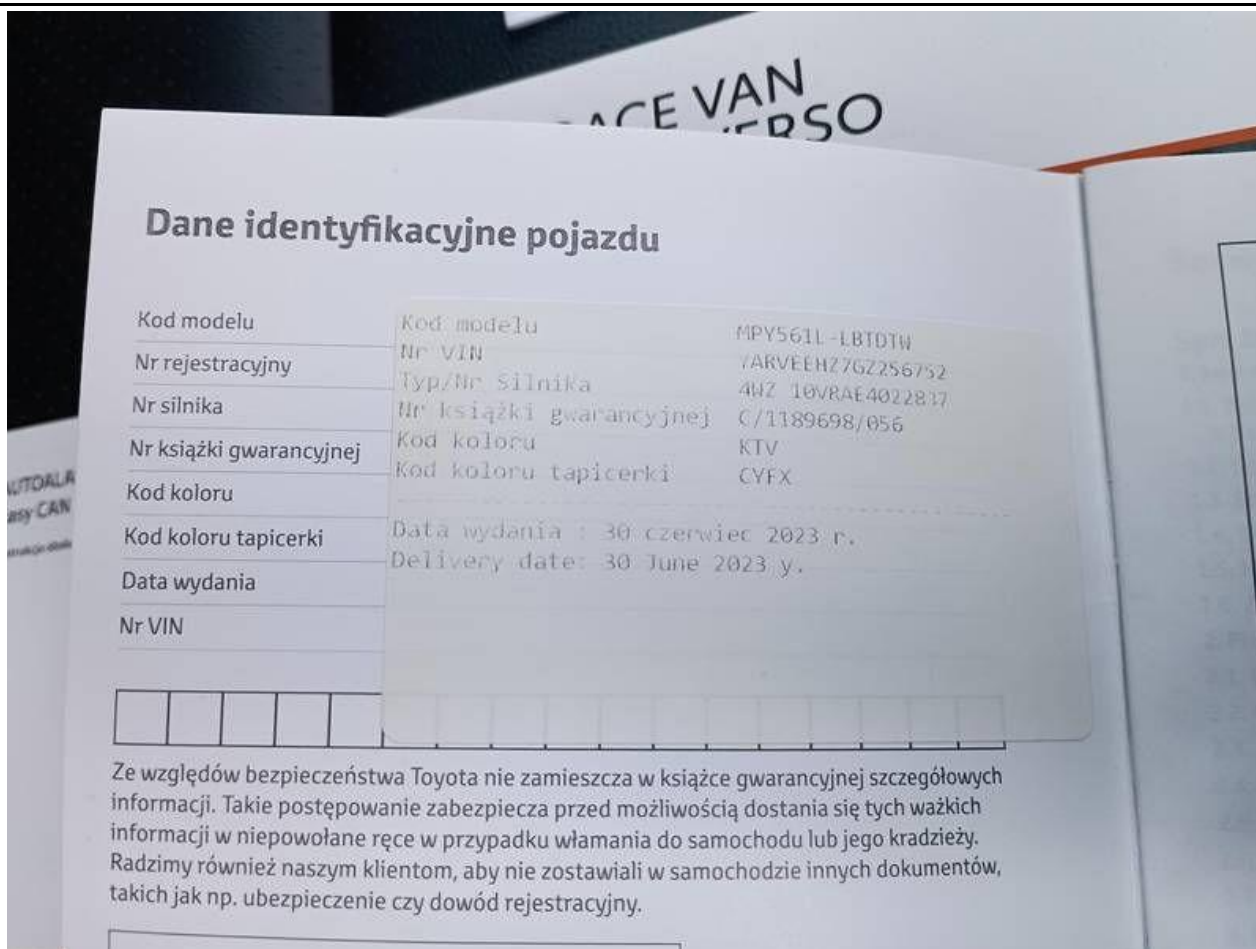 VAN
Dane identyfikacyjne pojazdu
Kod modelu
Nr rejestracyjny
Nr silnika
Nr książki gwarancyjnej
Kod koloru
Kod koloru tapicerki
Data wydania
Nr VIN
Kod modelu MPY561L-LBTDTW
Nr VIN YARVEEHZ7GZ256752
Typ/Nr Silnika 4WZ 10VRAE4022837
Nr książki gwarancyjnej C/1189698/056
Kod koloru KTV
Kod koloru tapicerki CYFX
Data wydania : 30 czerwiec 2023 r.
Delivery date: 30 June 2023 y.
Ze względów bezpieczeństwa Toyota nie zamieszcza w książce gwarancyjnej szczegółowych
informacji. Takie postępowanie zabezpiecza przed możliwością dostania się tych ważkich
informacji w niepowołane ręce w przypadku włamania do samochodu lub jego kradzieży.
Radzimy również naszym klientom, aby nie zostawiali w samochodzie innych dokumentów,
takich jak np. ubezpieczenie czy dowód rejestracyjny.
CAN